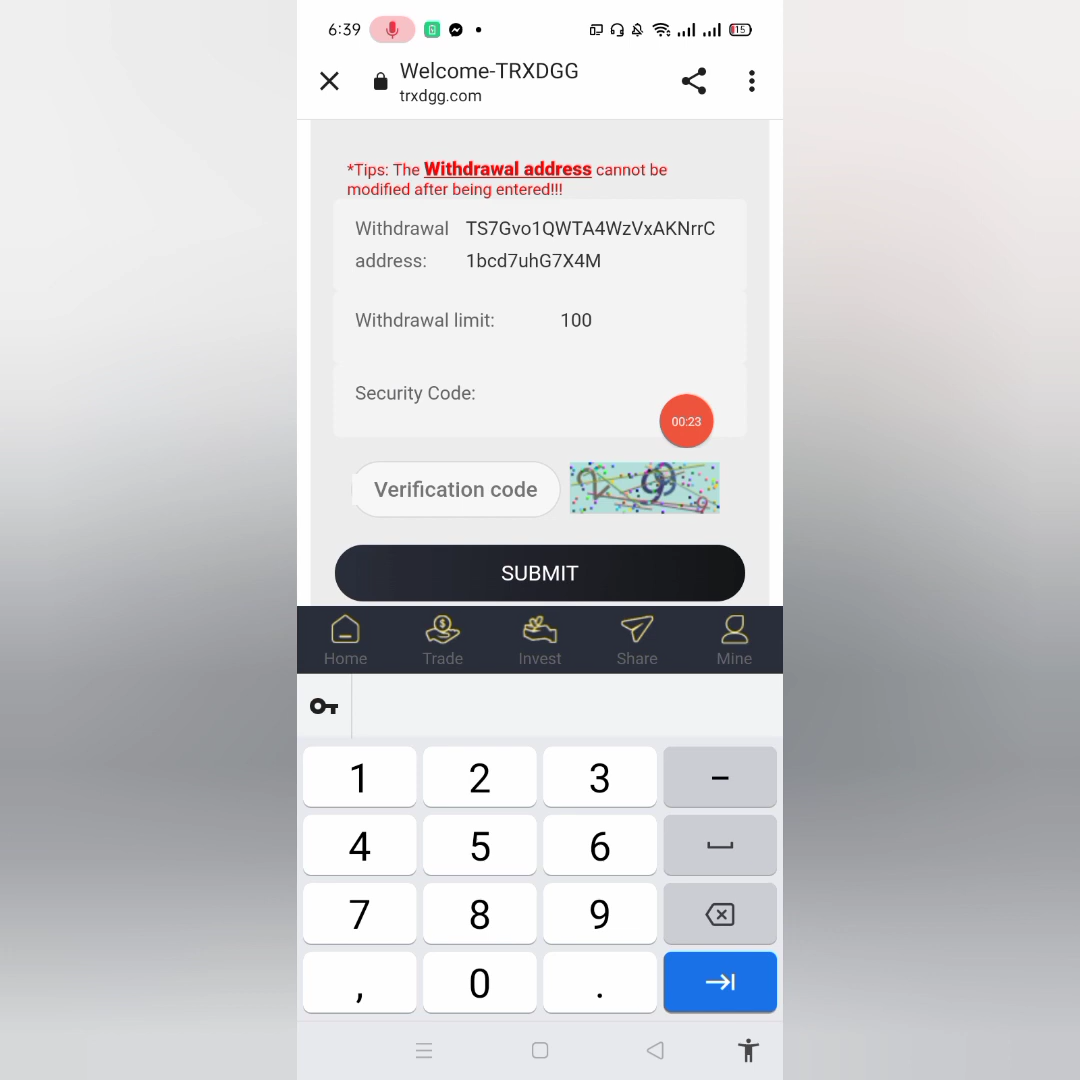 6:39
15
Welcome-TRXDGG
trxdgg.com
*Tips: The Withdrawal address cannot be
modified after being entered!!!
Withdrawal address: TS7Gvo1QWTA4WzVxAKNrrC
1bcd7uhG7X4M
Withdrawal limit: 100
Security Code:
00:23
Verification code
SUBMIT
Home Trade Invest Share Mine
1 2 3 –
4 5 6
7 8 9
, 0 .